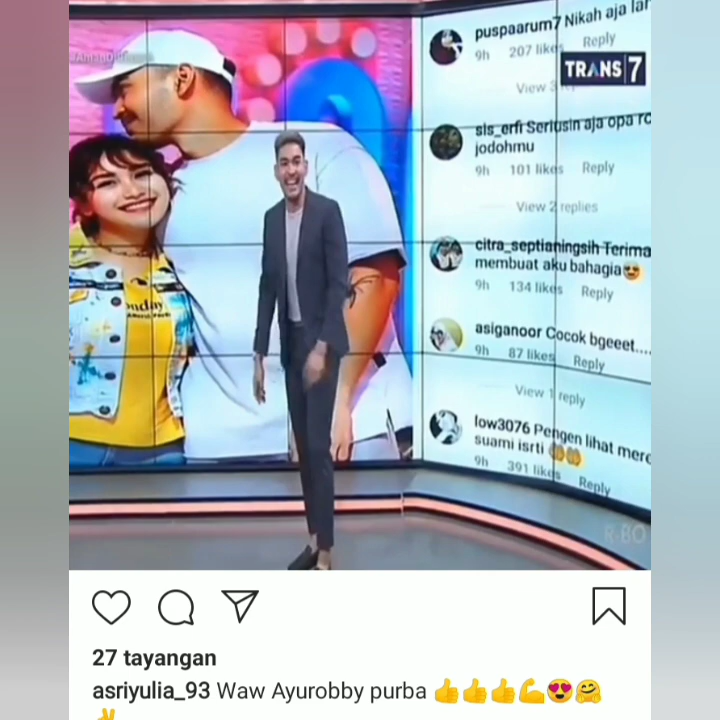 puspaarum7 Nikah aja
9h 207 likes Reply
TRANS 7
View 3
sis_erfi Seriusin aja opa
jodohmu
9h 101 likes Reply
View 2 replies
citra_septianingsih Terima
membuat aku bahagia😍
9h 134 likes Reply
asiganoor Cocok bgeeet....
9h 87 likes Reply
View 1 reply
low3076 Pengen lihat
suami isrti 🤲🤲
9h 391 likes Reply
27 tayangan
asriyulia_93 Waw Ayurobby purba 👍👍👍💪😍🤗
✌